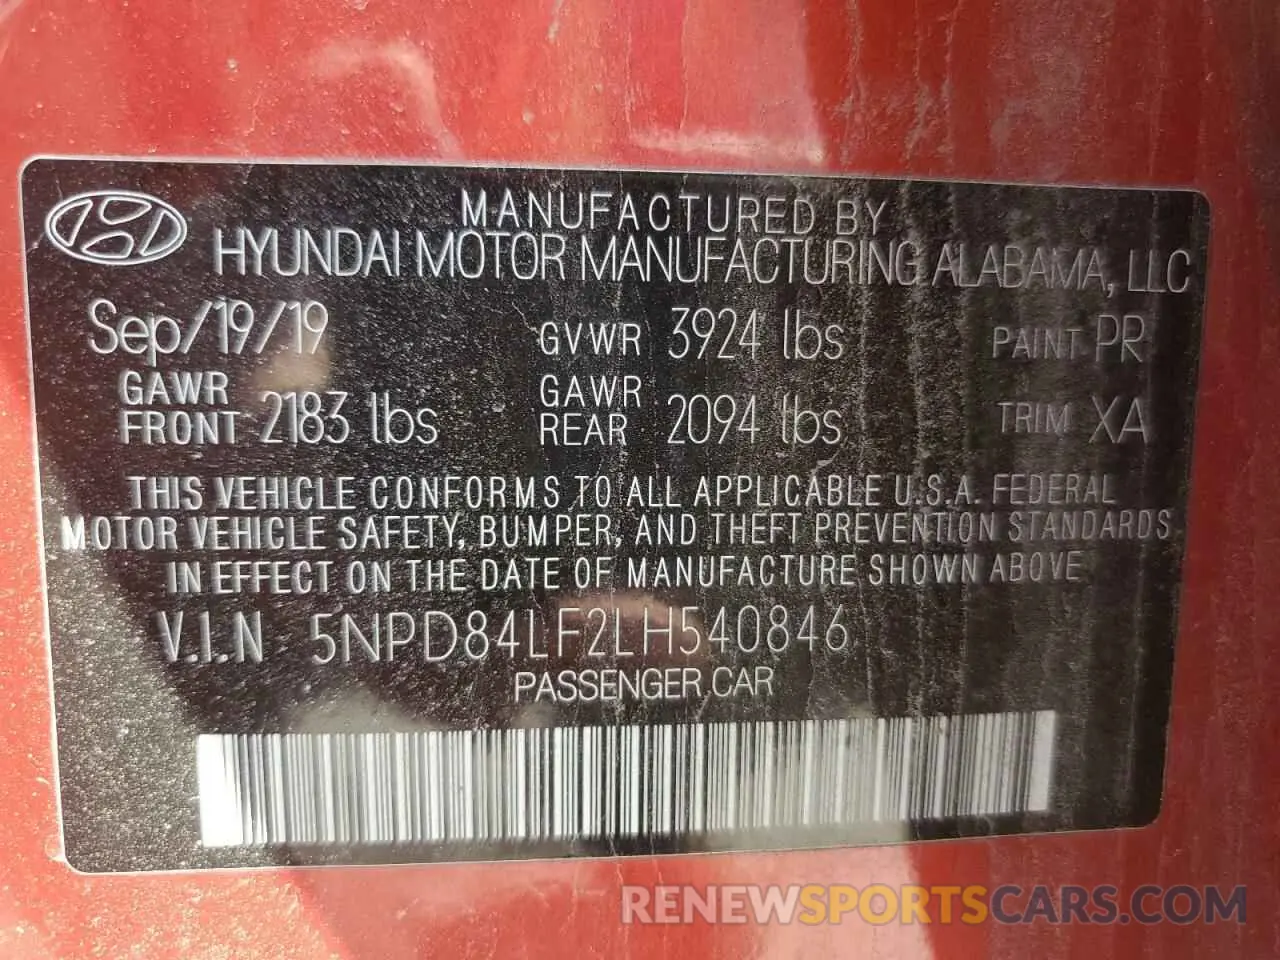 MANUFACTURED BY
HYUNDAI MOTOR MANUFACTURING ALABAMA, LLC
Sep/19/19 GVWR 3924 lbs PAINT PR
GAWR FRONT 2183 lbs GAWR REAR 2094 lbs TRIM XA
THIS VEHICLE CONFORMS TO ALL APPLICABLE U.S.A. FEDERAL
MOTOR VEHICLE SAFETY, BUMPER, AND THEFT PREVENTION STANDARDS
IN EFFECT ON THE DATE OF MANUFACTURE SHOWN ABOVE
V.I.N 5NPD84LF2LH540846
PASSENGER CAR
RENEWSPORTSCARS.COM